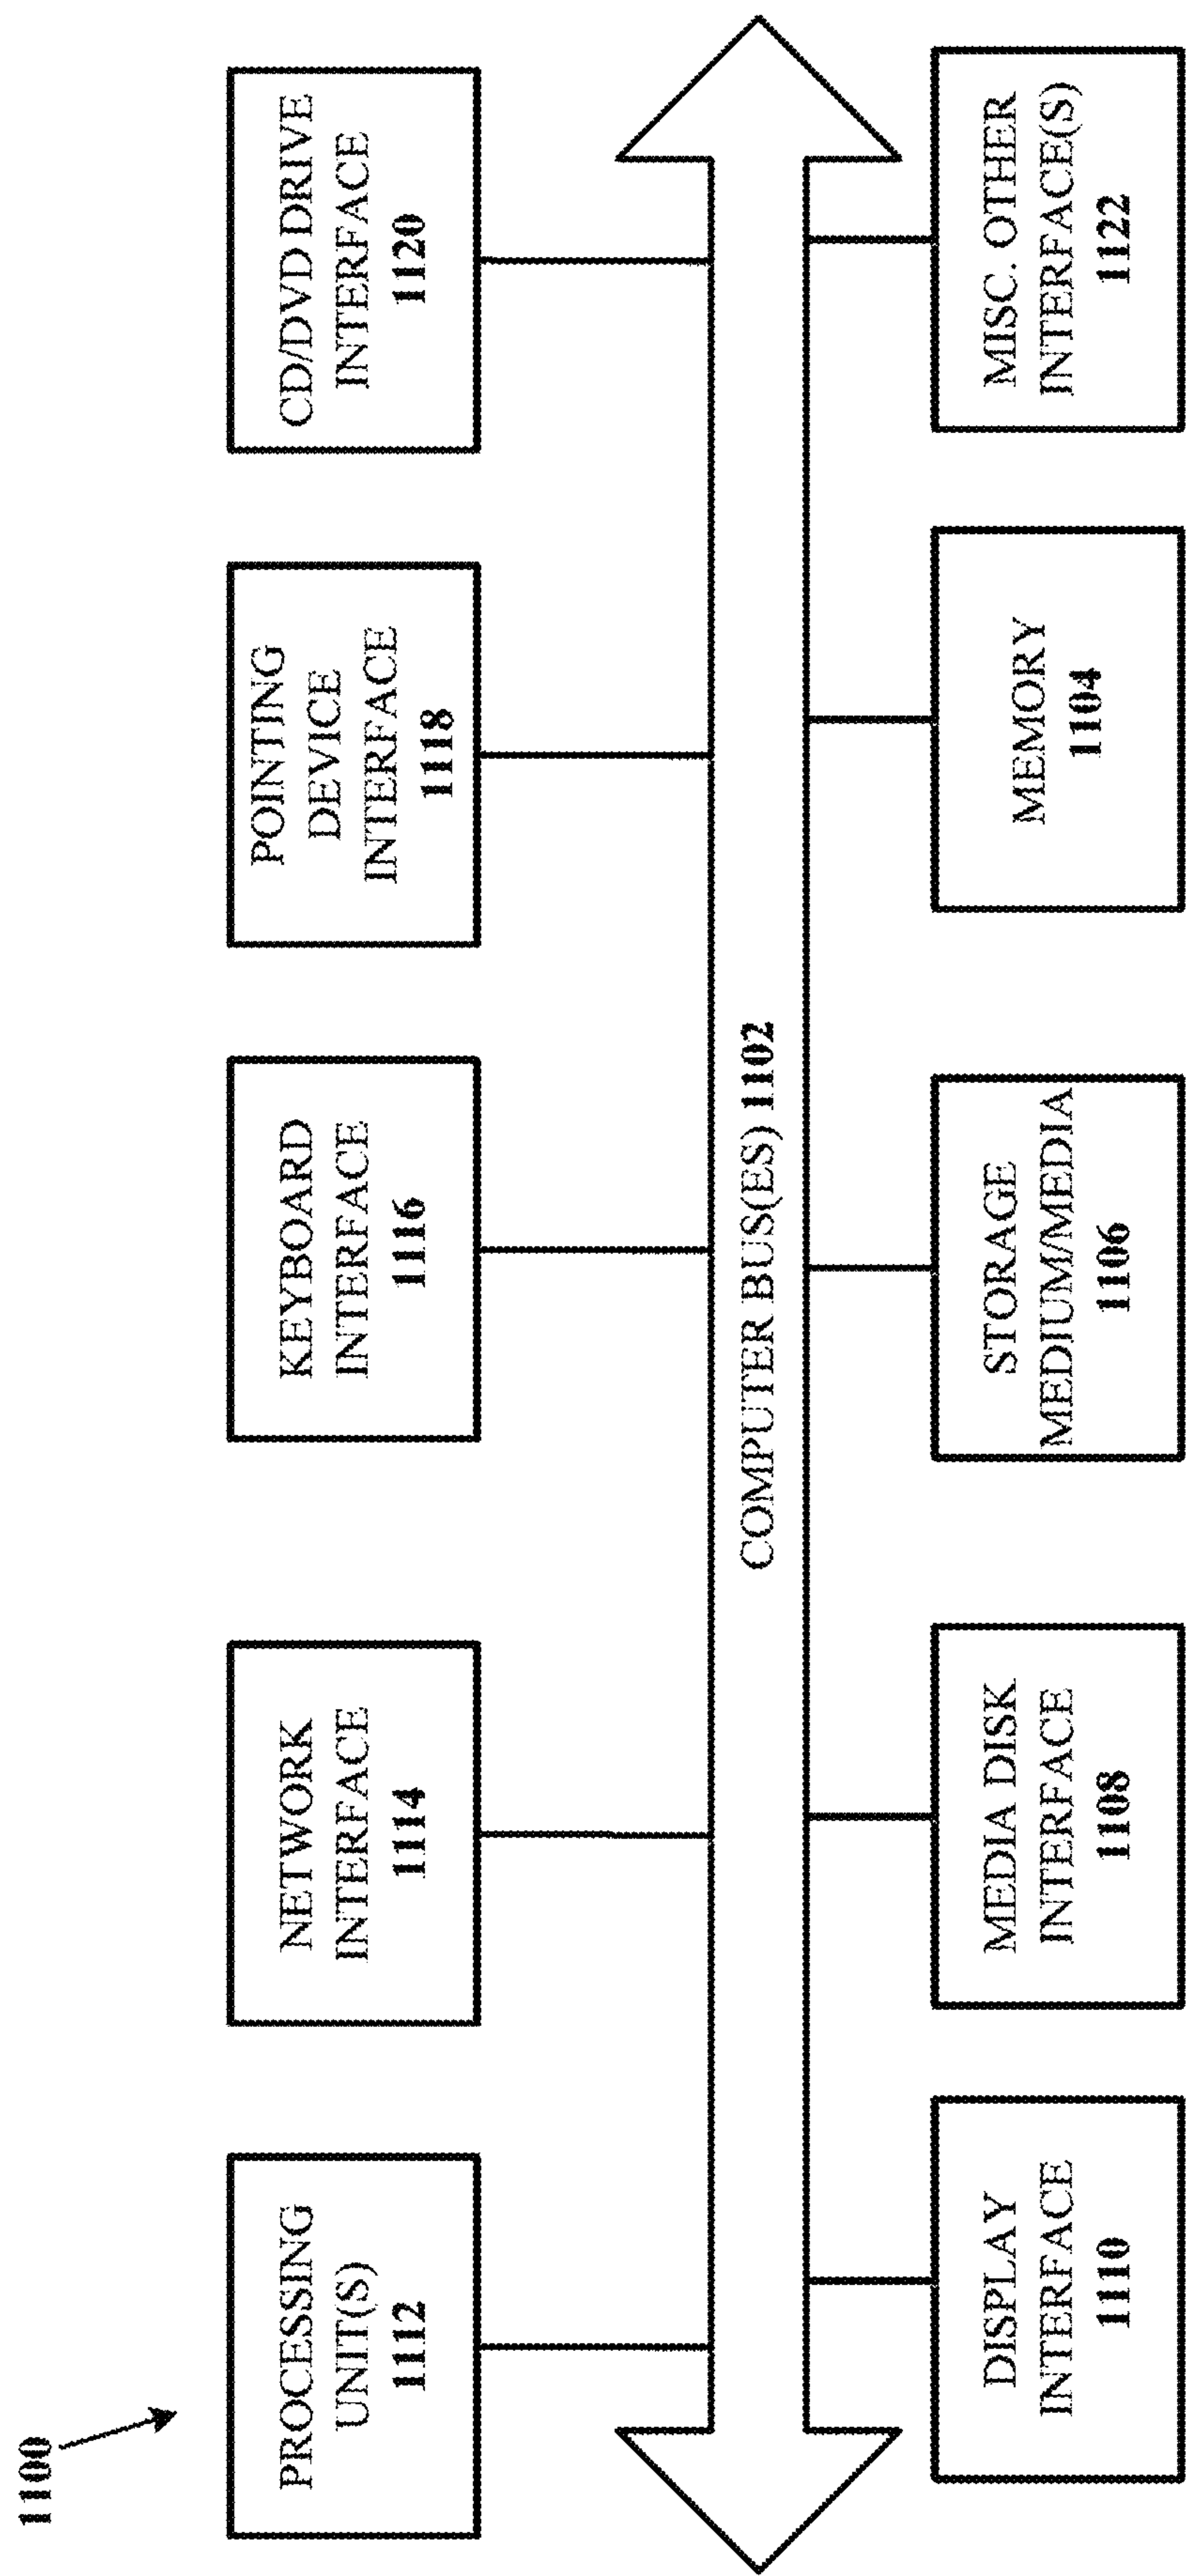 1100
PROCESSING
UNIT(S)
1112
NETWORK
INTERFACE
1114
KEYBOARD
INTERFACE
1116
POINTING
DEVICE
INTERFACE
1118
CD/DVD DRIVE
INTERFACE
1120
COMPUTER BUS(ES) 1102
DISPLAY
INTERFACE
1110
MEDIA DISK
INTERFACE
1108
STORAGE
MEDIUM/MEDIA
1106
MEMORY
1104
MISC. OTHER
INTERFACE(S)
1122